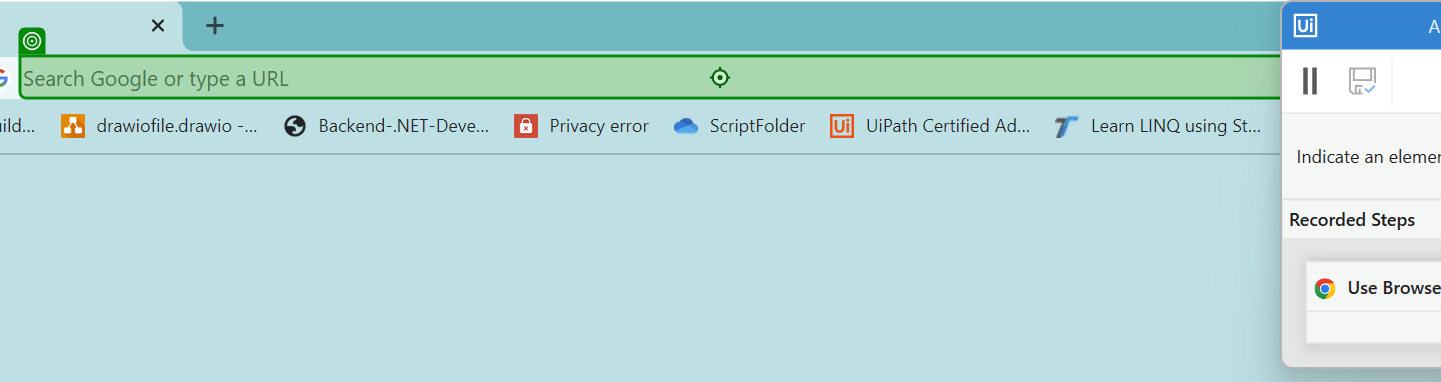 Ui
A
Search Google or type a URL
uild... drawiofile.drawio -... Backend-.NET-Deve... Privacy error ScriptFolder Ui UiPath Certified Ad... Learn LINQ using St...
Indicate an elemen
Recorded Steps
Use Browse